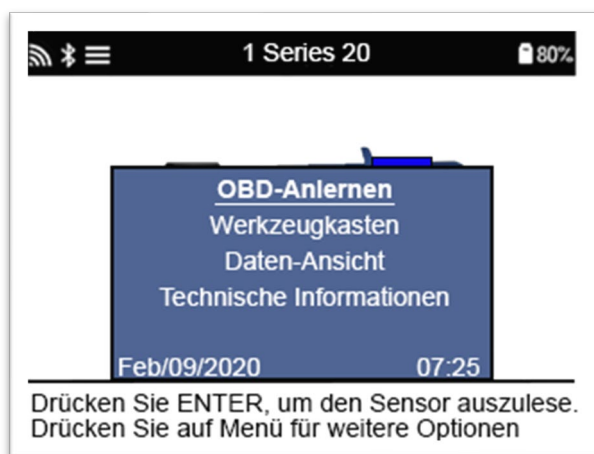 1 Series 20 80%
OBD-Anlernen
Werkzeugkasten
Daten-Ansicht
Technische Informationen
Feb/09/2020 07:25
Drücken Sie ENTER, um den Sensor auszulese.
Drücken Sie auf Menü für weitere Optionen